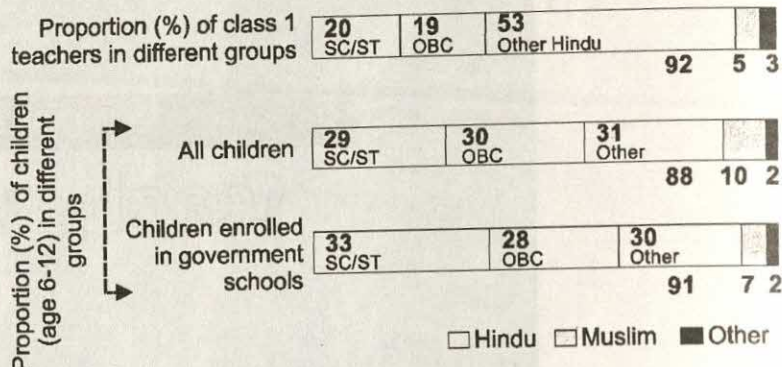 Proportion (%) of class 1
teachers in different groups
20 SC/ST 19 OBC 53 Other Hindu
92 5 3
Proportion (%) of children
(age 6-12) in different
groups
All children
29 SC/ST 30 OBC 31 Other
88 10 2
Children enrolled
in government
schools
33 SC/ST 28 OBC 30 Other
91 7 2
Hindu Muslim Other